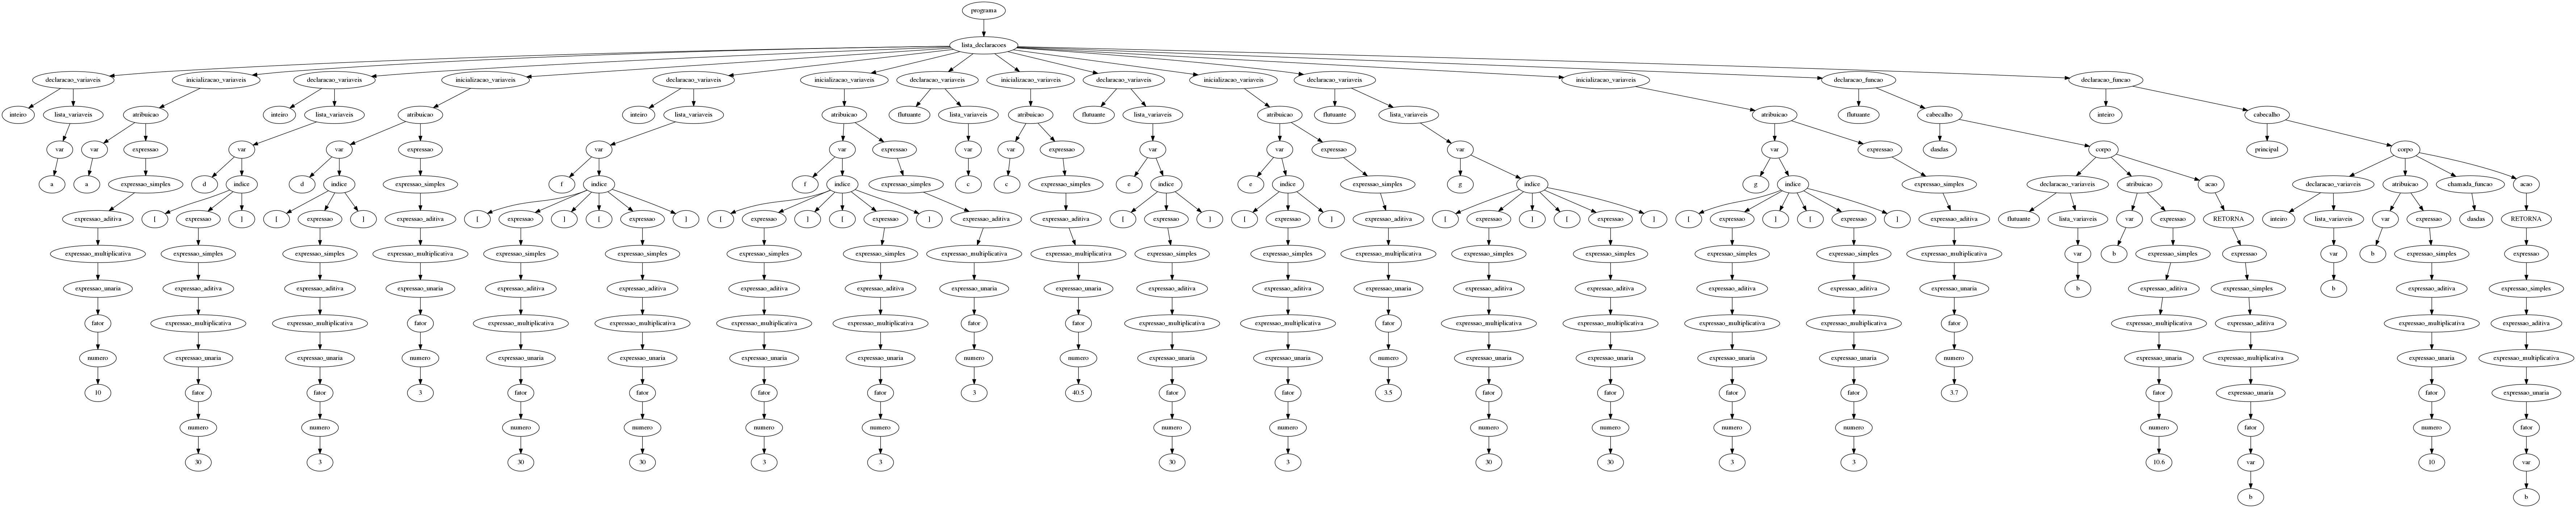 programa
lista_declaracoes
declaracao_variaveis inicializacao_variaveis declaracao_variaveis inicializacao_variaveis declaracao_variaveis inicializacao_variaveis declaracao_variaveis inicializacao_variaveis declaracao_variaveis inicializacao_variaveis declaracao_variaveis inicializacao_variaveis declaracao_funcao declaracao_funcao
inteiro lista_variaveis atribuicao inteiro lista_variaveis atribuicao inteiro lista_variaveis atribuicao flutuante lista_variaveis atribuicao flutuante lista_variaveis atribuicao flutuante lista_variaveis atribuicao flutuante cabecalho inteiro cabecalho
var var expressao var var expressao var var expressao var var expressao var var expressao var var expressao dasdas corpo principal corpo
a a expressao_simples d indice d indice expressao_simples f indice f indice expressao_simples c c expressao_simples e indice e indice expressao_simples g indice g indice expressao_simples declaracao_variaveis atribuicao acao declaracao_variaveis atribuicao chamada_funcao acao
expressao_aditiva [ expressao ] [ expressao ] expressao_aditiva [ expressao ] [ expressao ] [ expressao ] [ expressao ] expressao_aditiva expressao_aditiva [ expressao ] [ expressao ] expressao_aditiva [ expressao ] [ expressao ] [ expressao ] [ expressao ] expressao_aditiva flutuante lista_variaveis var expressao RETORNA inteiro lista_variaveis var expressao dasdas RETORNA
expressao_multiplicativa expressao_simples expressao_simples expressao_multiplicativa expressao_simples expressao_simples expressao_simples expressao_simples expressao_multiplicativa expressao_multiplicativa expressao_simples expressao_simples expressao_multiplicativa expressao_simples expressao_simples expressao_simples expressao_simples expressao_multiplicativa var b expressao_simples expressao var b expressao_simples expressao
expressao_unaria expressao_aditiva expressao_aditiva expressao_unaria expressao_aditiva expressao_aditiva expressao_aditiva expressao_aditiva expressao_unaria expressao_unaria expressao_aditiva expressao_aditiva expressao_unaria expressao_aditiva expressao_aditiva expressao_aditiva expressao_aditiva expressao_unaria b expressao_aditiva expressao_simples b expressao_aditiva expressao_simples
fator expressao_multiplicativa expressao_multiplicativa fator expressao_multiplicativa expressao_multiplicativa expressao_multiplicativa expressao_multiplicativa fator fator expressao_multiplicativa expressao_multiplicativa fator expressao_multiplicativa expressao_multiplicativa expressao_multiplicativa expressao_multiplicativa fator expressao_multiplicativa expressao_aditiva expressao_multiplicativa expressao_aditiva
numero expressao_unaria expressao_unaria numero expressao_unaria expressao_unaria expressao_unaria expressao_unaria numero numero expressao_unaria expressao_unaria numero expressao_unaria expressao_unaria expressao_unaria expressao_unaria numero expressao_unaria expressao_multiplicativa expressao_unaria expressao_multiplicativa
10 fator fator 3 fator fator fator fator 3 40.5 fator fator 3.5 fator fator fator fator 3.7 fator expressao_unaria fator expressao_unaria
numero numero numero numero numero numero numero numero numero numero numero numero numero fator numero fator
30 3 30 30 3 3 30 3 30 30 3 3 10.6 var 10 var
b b